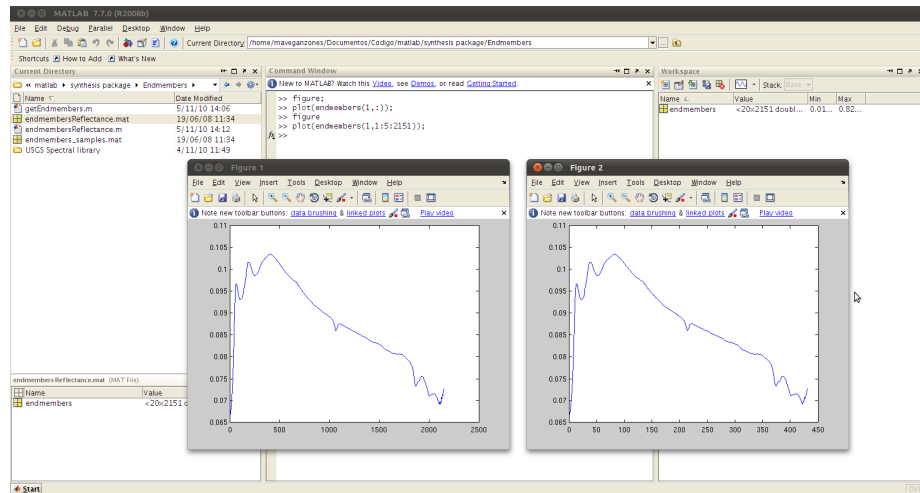 MATLAB 7.7.0 (R2008b)
File Edit Debug Parallel Desktop Window Help
Current Directory: /home/maveganzones/Documentos/Codigo/matlab/synthesis package/Endmembers
Shortcuts How to Add What's New
Current Directory
« matlab ▸ synthesis package ▸ Endmembers ▸
Name Date Modified
getEndmembers.m 5/11/10 14:06
endmembersReflectance.mat 19/06/08 11:34
endmembersReflectance.m 5/11/10 14:12
endmembers_samples.mat 19/06/08 11:34
USGS Spectral library 4/11/10 11:49
endmembersReflectance.mat (MAT File)
Name Value
endmembers <20x2151 d
Command Window
New to MATLAB? Watch this Video, see Demos, or read Getting Started.
>> figure;
>> plot(endmembers(1,:));
>> figure
>> plot(endmembers(1,1:5:2151));
fx >>
Workspace
Stack: Base
Name Value Min Max
endmembers <20x2151 doubl... 0.01... 0.82...
Figure 1
File Edit View Insert Tools Desktop Window Help
Note new toolbar buttons: data brushing & linked plots Play video
0.11
0.105
0.1
0.095
0.09
0.085
0.08
0.075
0.07
0.065
0 500 1000 1500 2000 2500
Figure 2
File Edit View Insert Tools Desktop Window Help
Note new toolbar buttons: data brushing & linked plots Play video
0.11
0.105
0.1
0.095
0.09
0.085
0.08
0.075
0.07
0.065
0 50 100 150 200 250 300 350 400 450
Start